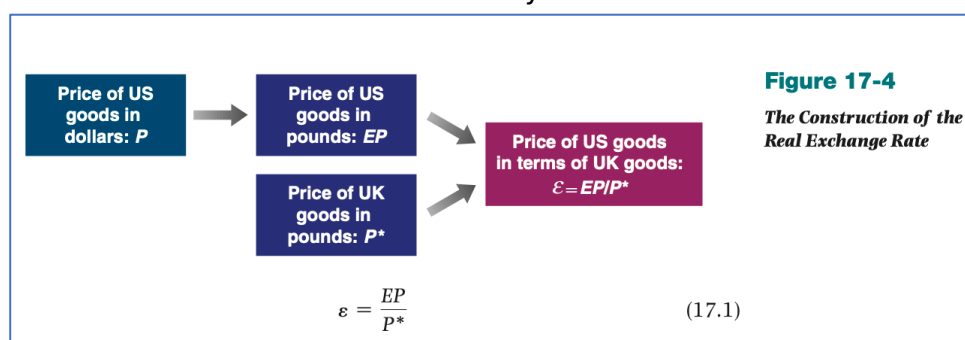 Price of US
goods in
dollars: P
Price of US
goods in
pounds: EP
Price of UK
goods in
pounds: P*
Price of US goods
in terms of UK goods:
ℰ = EP/P*
Figure 17-4
The Construction of the
Real Exchange Rate
ε = EP/P* (17.1)